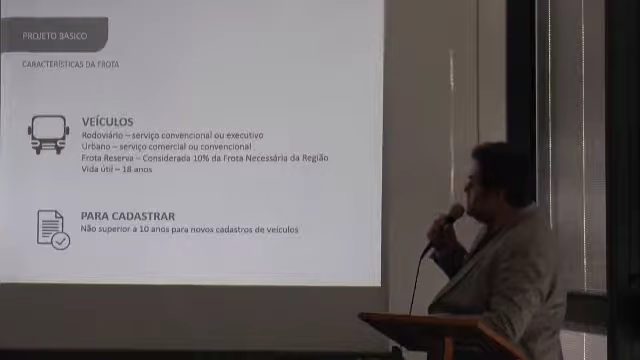 PROJETO BÁSICO
CARACTERÍSTICAS DA FROTA
VEÍCULOS
Rodoviário – serviço convencional ou executivo
Urbano – serviço comercial ou convencional
Frota Reserva – Considerada 10% da Frota Necessária da Região
Vida útil – 18 anos
PARA CADASTRAR
Não superior a 10 anos para novos cadastros de veículos